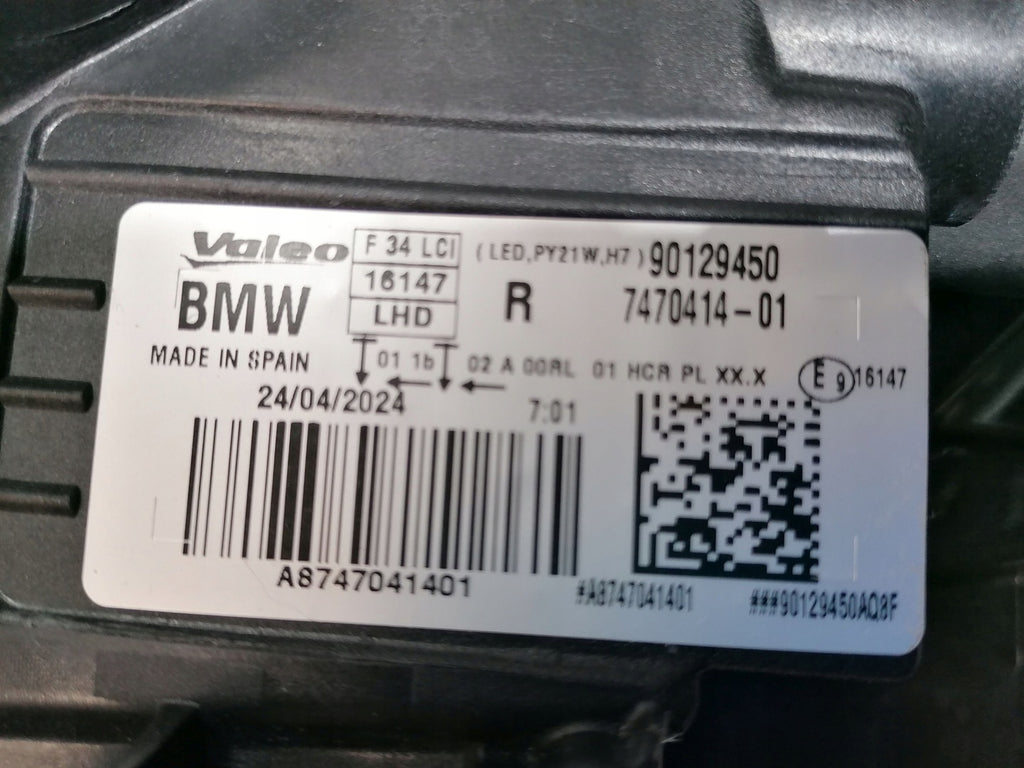 Valeo F 34 LCI (LED,PY21W,H7) 90129450
BMW 16147 R 7470414-01
LHD
MADE IN SPAIN 01 1b 02 A 00RL 01 HCR PL XX.X E9 16147
24/04/2024 7:01
A8747041401 #A8747041401 ###90129450AQ8F